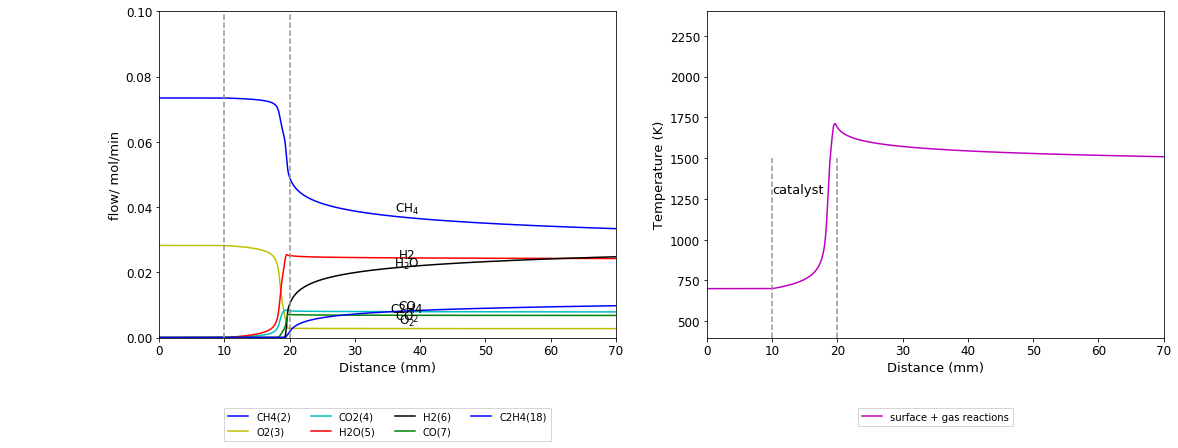 0.10
0.08
0.06
0.04
0.02
0.00
flow/ mol/min
CH4
H2
H2O
CO
C2H4
CO2
O2
0 10 20 30 40 50 60 70
Distance (mm)
CH4(2) CO2(4) H2(6) C2H4(18)
O2(3) H2O(5) CO(7)
2250
2000
1750
1500
1250
1000
750
500
Temperature (K)
catalyst
0 10 20 30 40 50 60 70
Distance (mm)
surface + gas reactions